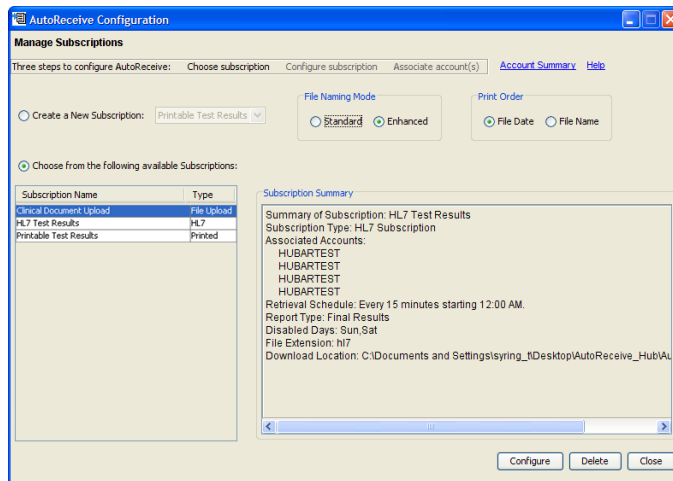 AutoReceive Configuration
Manage Subscriptions
Three steps to configure AutoReceive: Choose subscription Configure subscription Associate account(s) Account Summary Help
File Naming Mode Print Order
Create a New Subscription: Printable Test Results Standard Enhanced File Date File Name
Choose from the following available Subscriptions:
Subscription Name Type
Clinical Document Upload File Upload
HL7 Test Results HL7
Printable Test Results Printed
Subscription Summary
Summary of Subscription: HL7 Test Results
Subscription Type: HL7 Subscription
Associated Accounts:
HUBARTEST
HUBARTEST
HUBARTEST
HUBARTEST
Retrieval Schedule: Every 15 minutes starting 12:00 AM.
Report Type: Final Results
Disabled Days: Sun,Sat
File Extension: hl7
Download Location: C:\Documents and Settings\syring_t\Desktop\AutoReceive_Hub\Au
Configure Delete Close